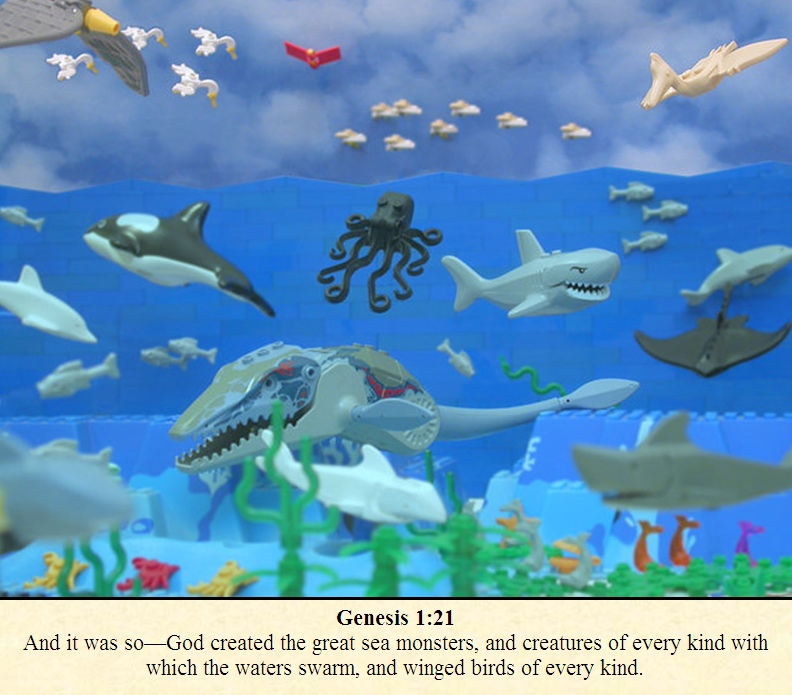 Genesis 1:21
And it was so—God created the great sea monsters, and creatures of every kind with
which the waters swarm, and winged birds of every kind.